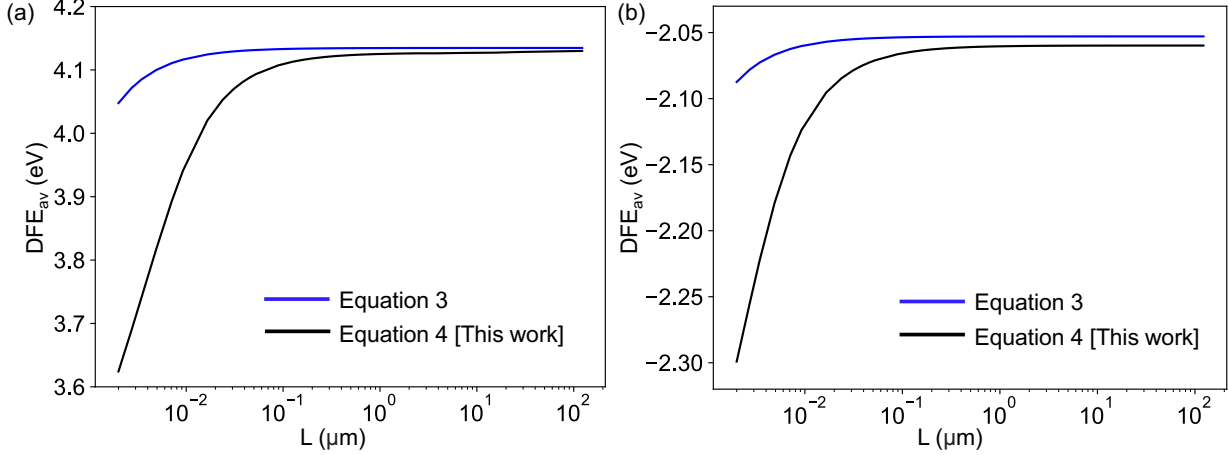 (a)
4.2
4.1
4.0
3.9
3.8
3.7
3.6
DFE_av (eV)
Equation 3
Equation 4 [This work]
10^−2 10^−1 10^0 10^1 10^2
L (μm)
(b)
−2.05
−2.10
−2.15
−2.20
−2.25
−2.30
DFE_av (eV)
Equation 3
Equation 4 [This work]
10^−2 10^−1 10^0 10^1 10^2
L (μm)